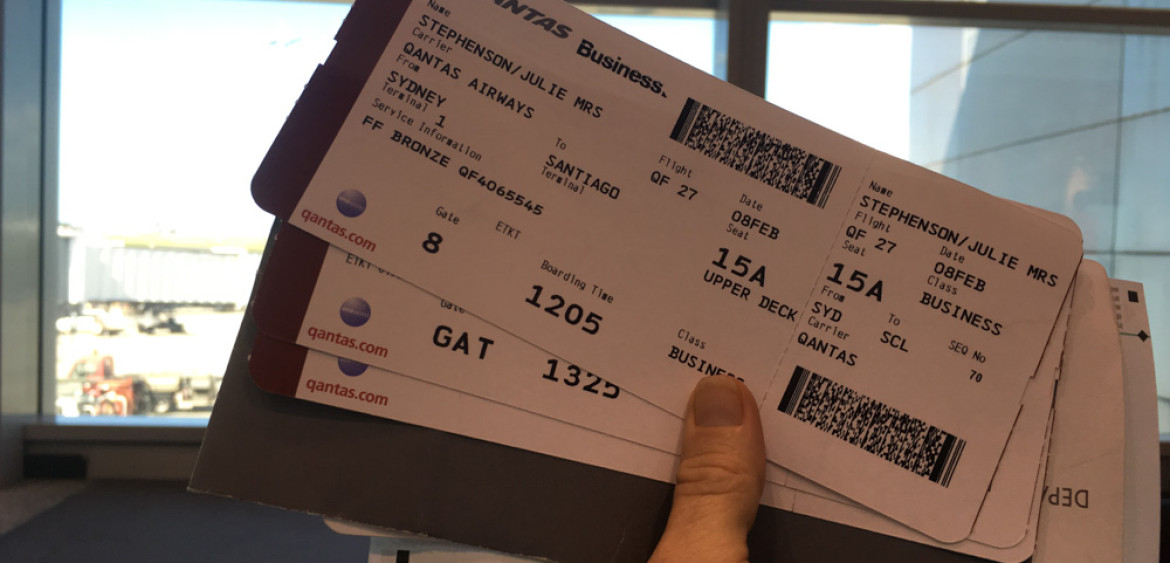 QANTAS Business.
Name
STEPHENSON/JULIE MRS
Carrier
QANTAS AIRWAYS
From
SYDNEY
Terminal 1
Service Information
FF BRONZE QF4065545
To
SANTIAGO
Terminal
Flight
QF 27
Date
08FEB
Seat
15A
UPPER DECK
Gate
8
ETKT
Boarding Time
1205
Class
BUSINESS
qantas.com
Name
STEPHENSON/JULIE MRS
Flight
QF 27
Date
08FEB
Seat
15A
Class
BUSINESS
From
SYD
To
SCL
Carrier
QANTAS
SEQ No
70
ETKT
Gate
GAT
1325
qantas.com
qantas.com
DEPA